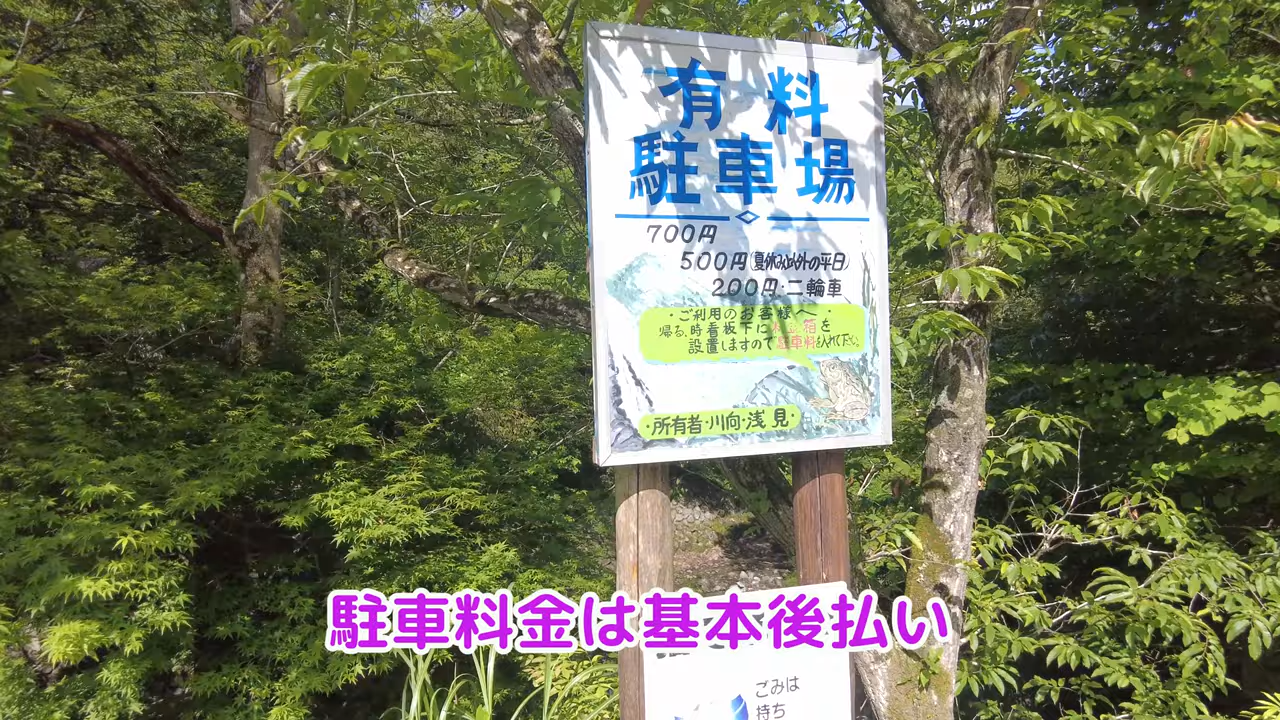 有料
駐車場
700円
500円(夏休み以外の平日)
200円・二輪車
・ご利用のお客様へ
帰る時看板下に料金箱を
設置しますので駐車料を入れて下さい。
・所有者・川向・浅見・
駐車料金は基本後払い
ごみは
持ち